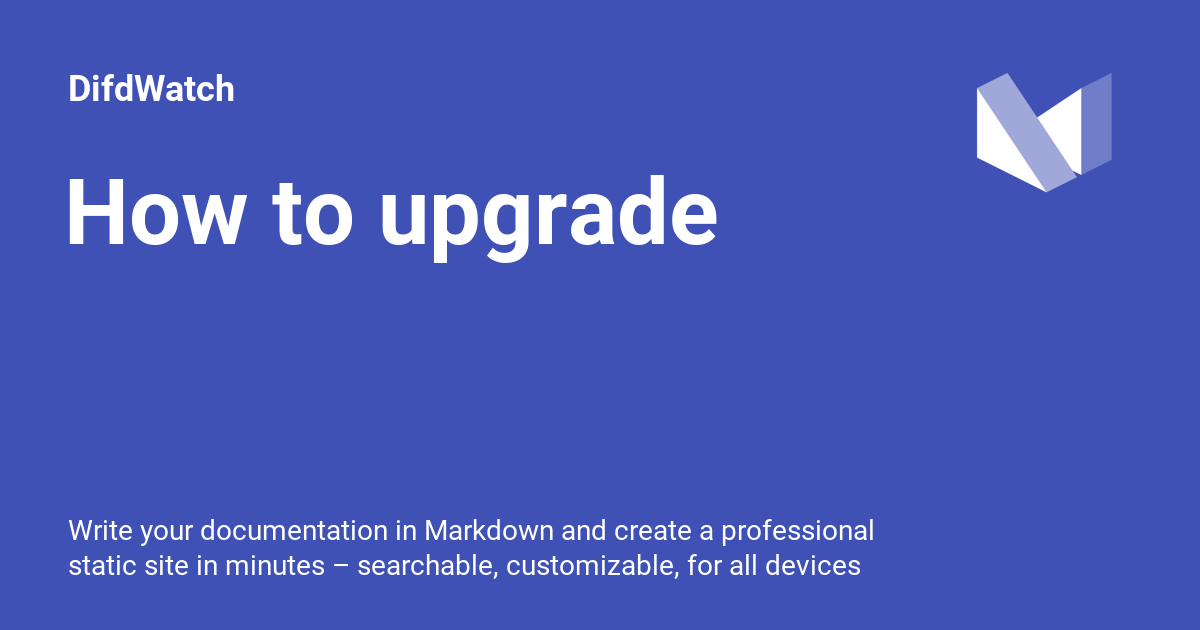 DifdWatch
How to upgrade
Write your documentation in Markdown and create a professional
static site in minutes – searchable, customizable, for all devices